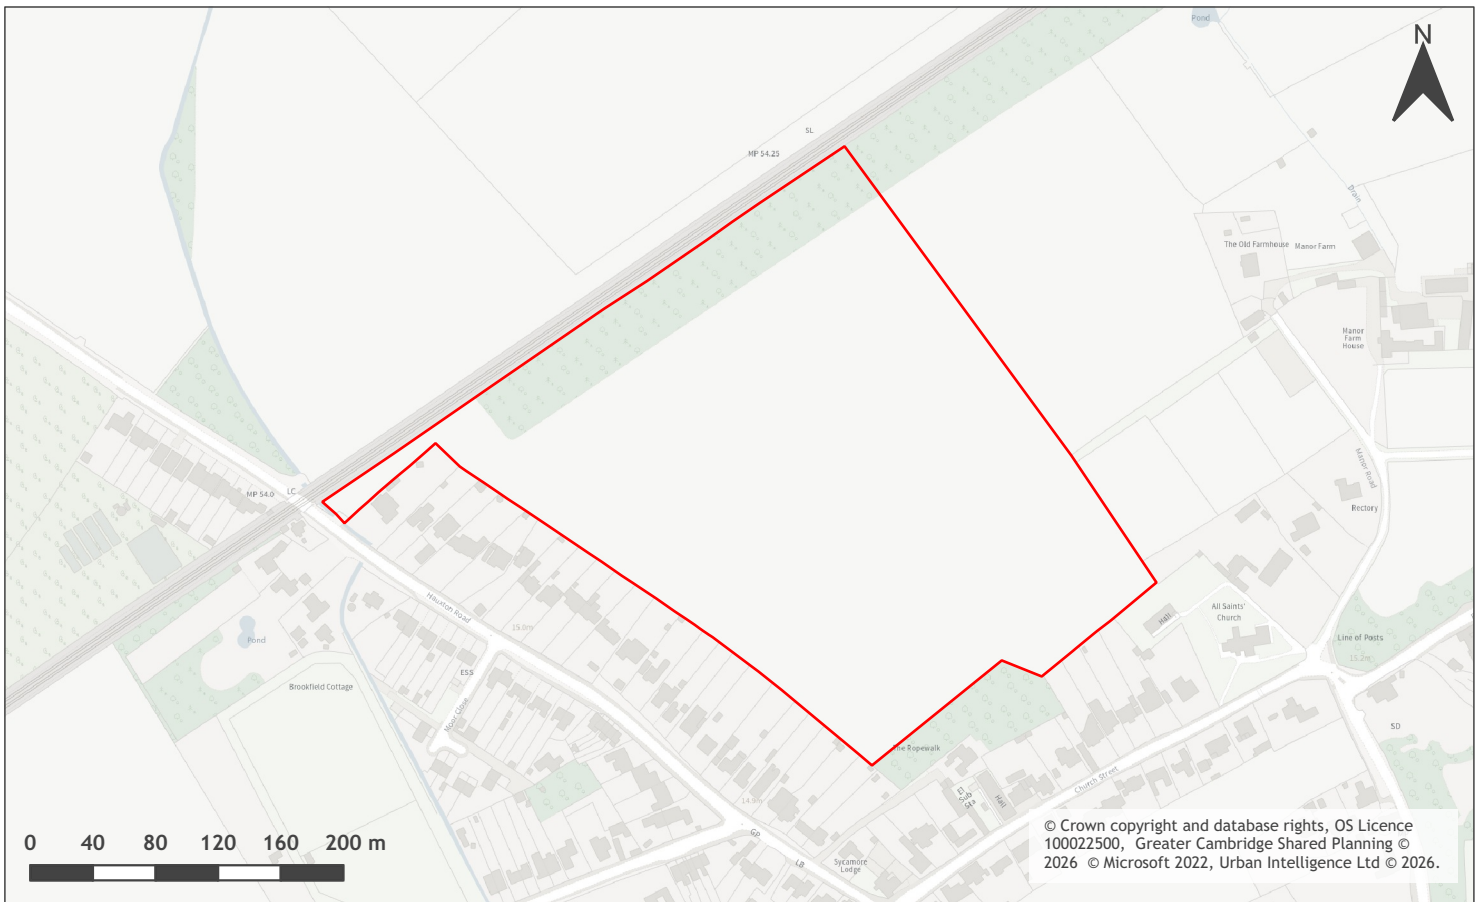 Pond
N
SL
MP 54.25
Drain
The Old Farmhouse
Manor Farm
Manor
Farm
House
MP 54.0
LC
Manor Road
Rectory
Hauxton Road
15.0m
All Saints'
Church
Hall
Line of Posts
15.2m
Pond
ESS
Brookfield Cottage
Moor Close
SD
The Ropewalk
El
Sub
Sta
Hall
Church Street
14.9m
GP
LB
Sycamore
Lodge
0 40 80 120 160 200 m
© Crown copyright and database rights, OS Licence
100022500, Greater Cambridge Shared Planning ©
2026 © Microsoft 2022, Urban Intelligence Ltd © 2026.